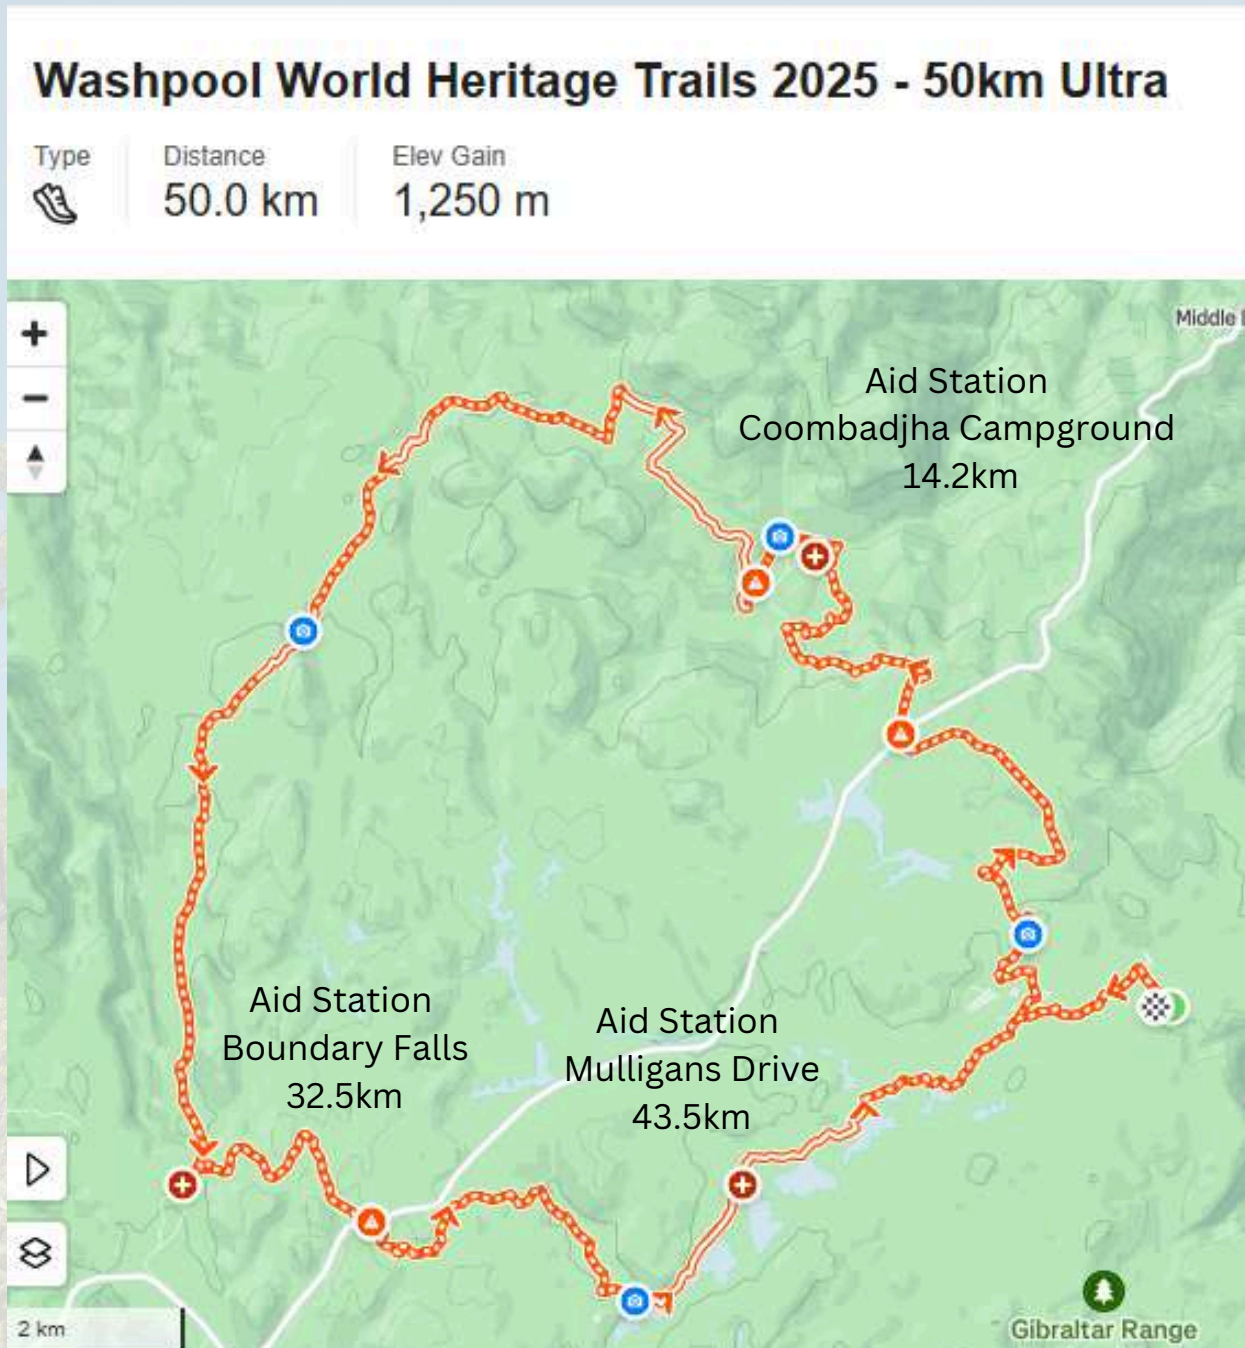 Washpool World Heritage Trails 2025 - 50km Ultra
Type
Distance
Elev Gain
50.0 km
1,250 m
Middle
Aid Station
Coombadjha Campground
14.2km
Aid Station
Boundary Falls
32.5km
Aid Station
Mulligans Drive
43.5km
2 km
Gibraltar Range